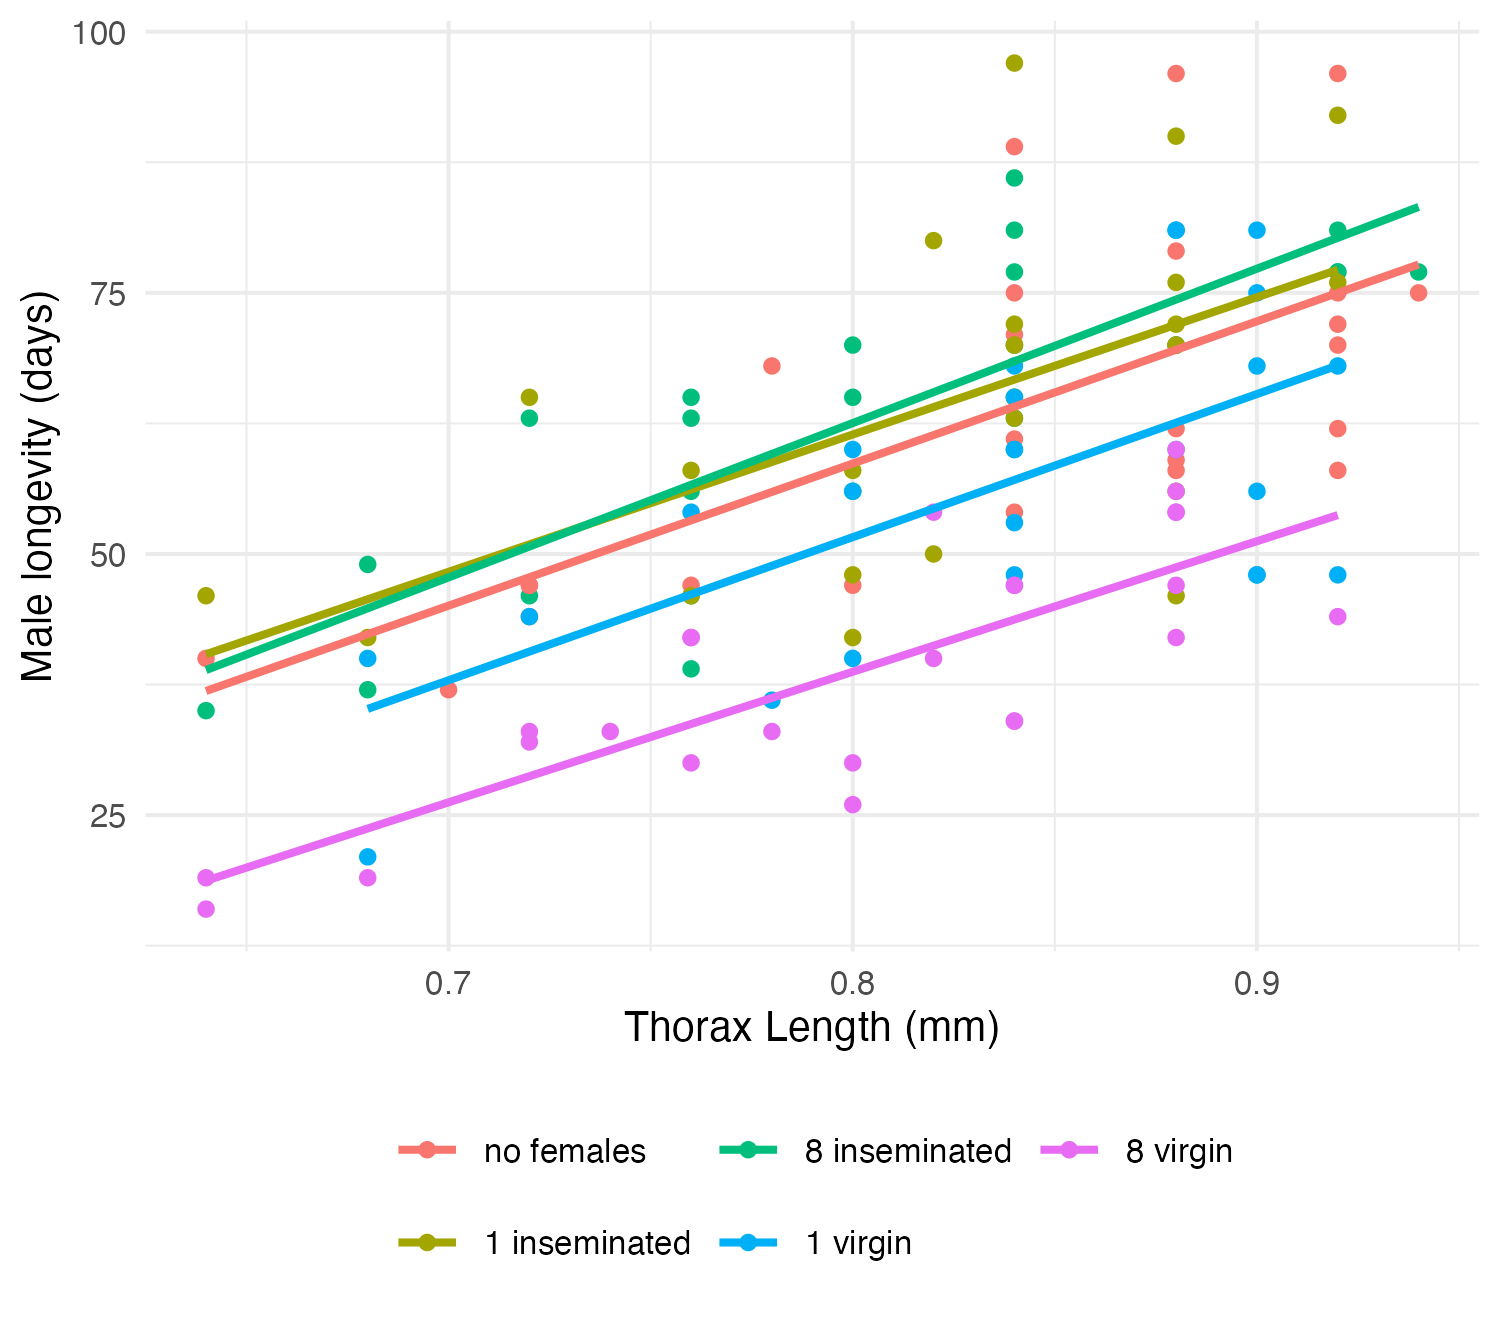 100
75
50
25
Male longevity (days)
0.7 0.8 0.9
Thorax Length (mm)
no females 8 inseminated 8 virgin
1 inseminated 1 virgin